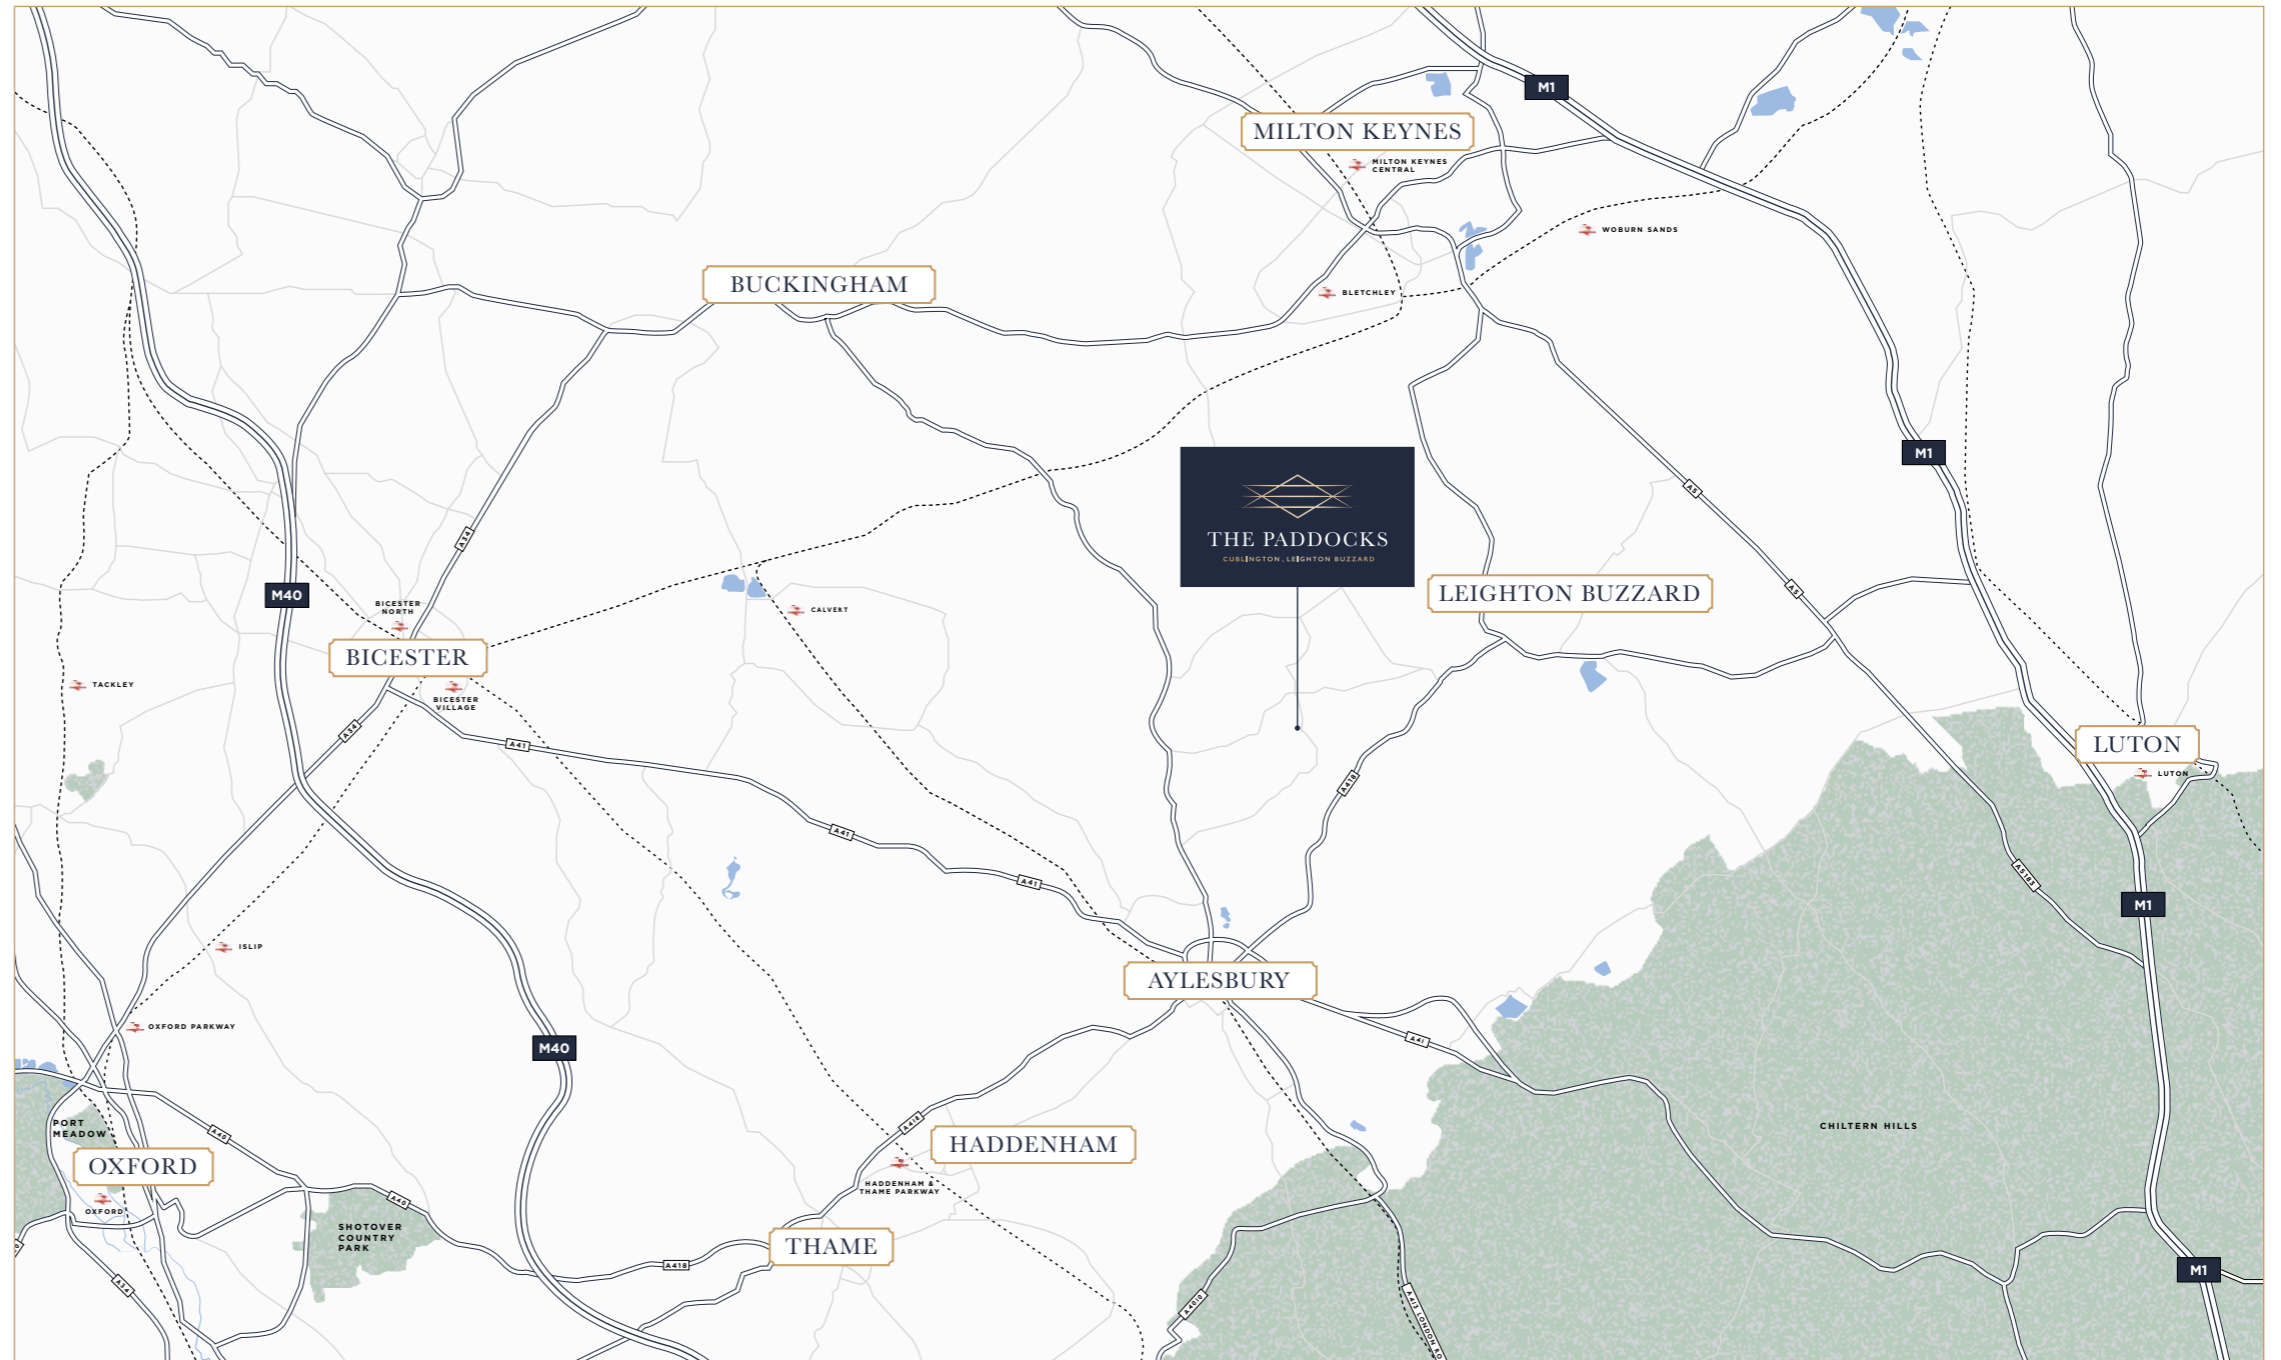 M1
MILTON KEYNES
MILTON KEYNES
CENTRAL
WOBURN SANDS
BUCKINGHAM
BLETCHLEY
M1
A5
THE PADDOCKS
CUBLINGTON, LEIGHTON BUZZARD
A34
M40
BICESTER
NORTH
CALVERT
LEIGHTON BUZZARD
A5
BICESTER
TACKLEY
BICESTER
VILLAGE
A34
A41
LUTON
LUTON
A418
A41
A41
A5183
M1
ISLIP
AYLESBURY
OXFORD PARKWAY
M40
A41
PORT
MEADOW
A40
A418
HADDENHAM
CHILTERN HILLS
OXFORD
HADDENHAM &
THAME PARKWAY
OXFORD
A40
SHOTOVER
COUNTRY
PARK
THAME
A418
M1
A34
A4010
A413 LONDON RD